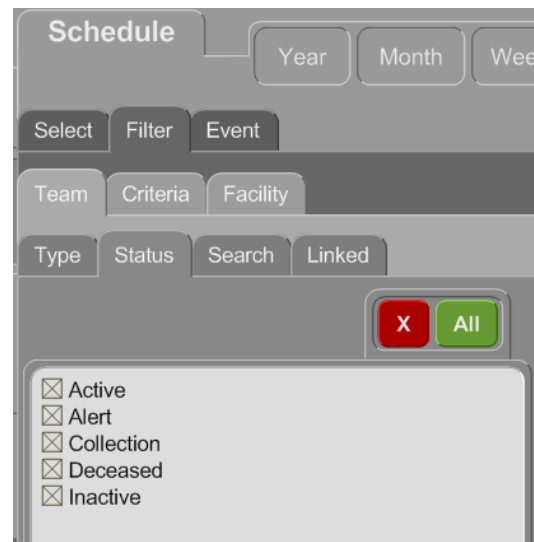 Schedule
Year Month Wee
Select Filter Event
Team Criteria Facility
Type Status Search Linked
X All
Active
Alert
Collection
Deceased
Inactive